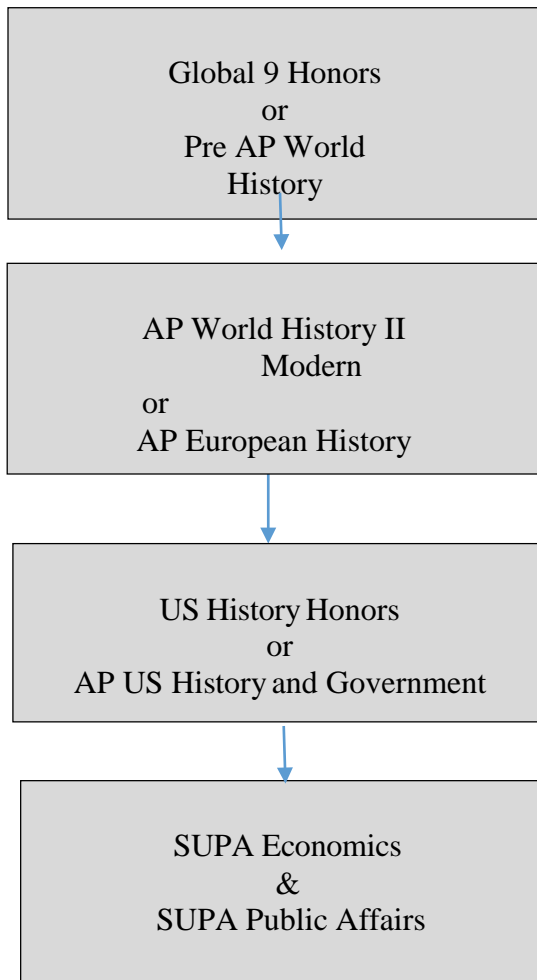 Global 9 Honors
or
Pre AP World
History
AP World History II
Modern
or
AP European History
US History Honors
or
AP US History and Government
SUPA Economics
&
SUPA Public Affairs